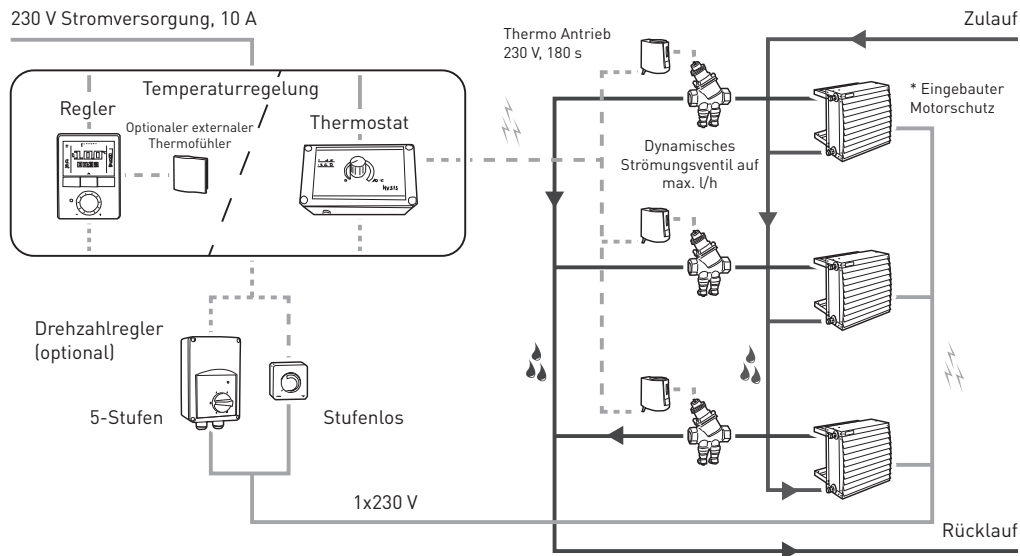 230 V Stromversorgung, 10 A
Temperaturregelung
Regler
Optionaler externaler
Thermofühler
Thermostat
Drehzahlregler
(optional)
5-Stufen
Stufenlos
1x230 V
Thermo Antrieb
230 V, 180 s
Dynamisches
Strömungsventil auf
max. l/h
Zulauf
* Eingebauter
Motorschutz
Rücklauf